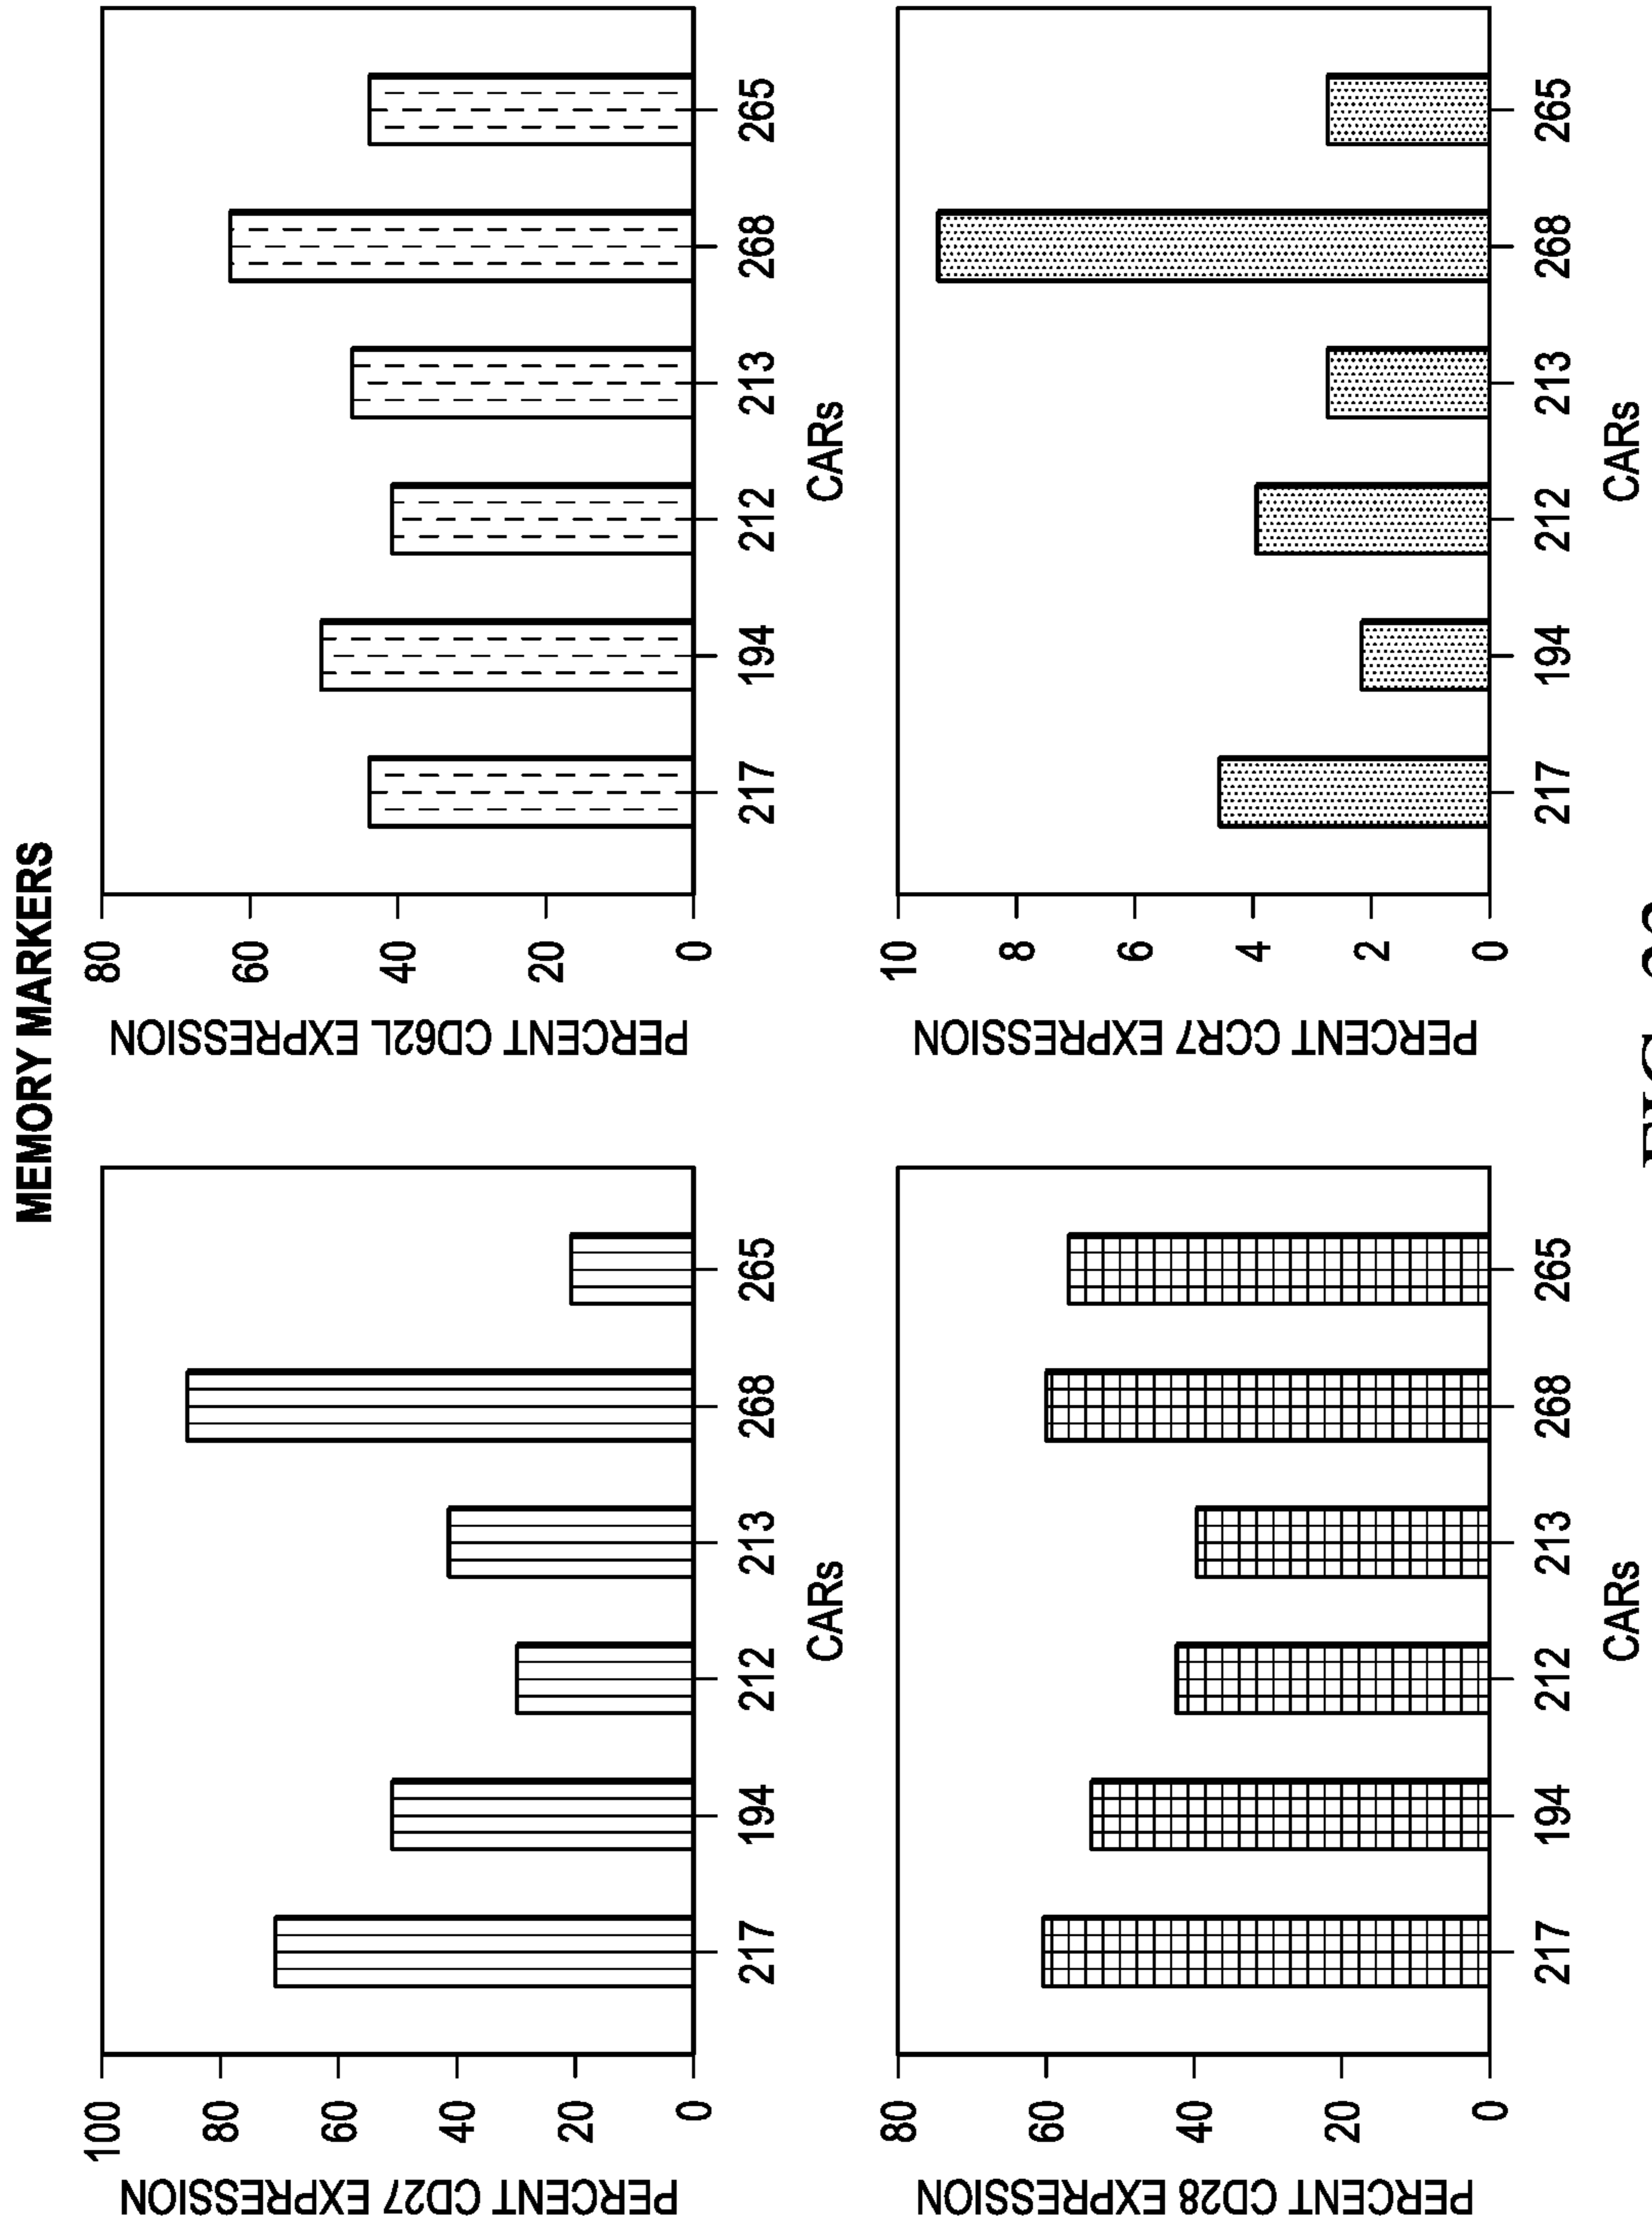 MEMORY MARKERS
PERCENT CD27 EXPRESSION
100
80
60
40
20
0
217 194 212 213 268 265
CARs
PERCENT CD62L EXPRESSION
80
60
40
20
0
217 194 212 213 268 265
CARs
PERCENT CD28 EXPRESSION
80
60
40
20
0
217 194 212 213 268 265
CARs
PERCENT CCR7 EXPRESSION
10
8
6
4
2
0
217 194 212 213 268 265
CARs
FIG.